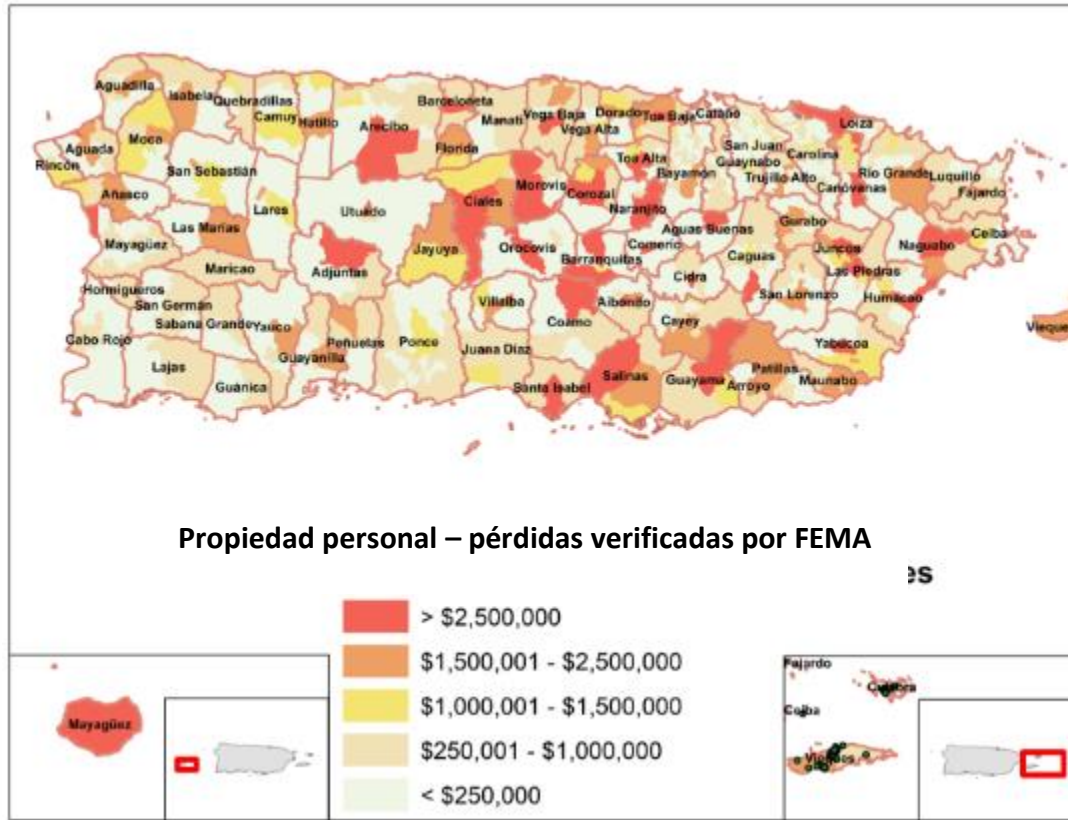 Aguadilla
Isabela
Quebradillas
Camuy
Hatillo
Arecibo
Barceloneta
Manatí
Vega Baja
Vega Alta
Dorado
Toa Baja
Cataño
Loíza
Moca
Aguada
Rincón
Florida
San Juan
Guaynabo
Carolina
Toa Alta
Bayamón
Trujillo Alto
Canóvanas
Río Grande
Luquillo
Fajardo
San Sebastián
Añasco
Lares
Utuado
Ciales
Morovis
Corozal
Naranjito
Las Marías
Mayagüez
Maricao
Adjuntas
Jayuya
Orocovis
Barranquitas
Comerío
Aguas Buenas
Caguas
Gurabo
Juncos
Las Piedras
Naguabo
Ceiba
Hormigueros
San Germán
Sabana Grande
Yauco
Cabo Rojo
Lajas
Guánica
Guayanilla
Peñuelas
Ponce
Villalba
Juana Díaz
Coamo
Aibonito
Cidra
Cayey
San Lorenzo
Humacao
Yabucoa
Santa Isabel
Salinas
Guayama
Arroyo
Patillas
Maunabo
Vieques
Propiedad personal – pérdidas verificadas por FEMA
es
> $2,500,000
$1,500,001 - $2,500,000
$1,000,001 - $1,500,000
$250,001 - $1,000,000
< $250,000
Mayagüez
Fajardo
Culebra
Ceiba
Vieques